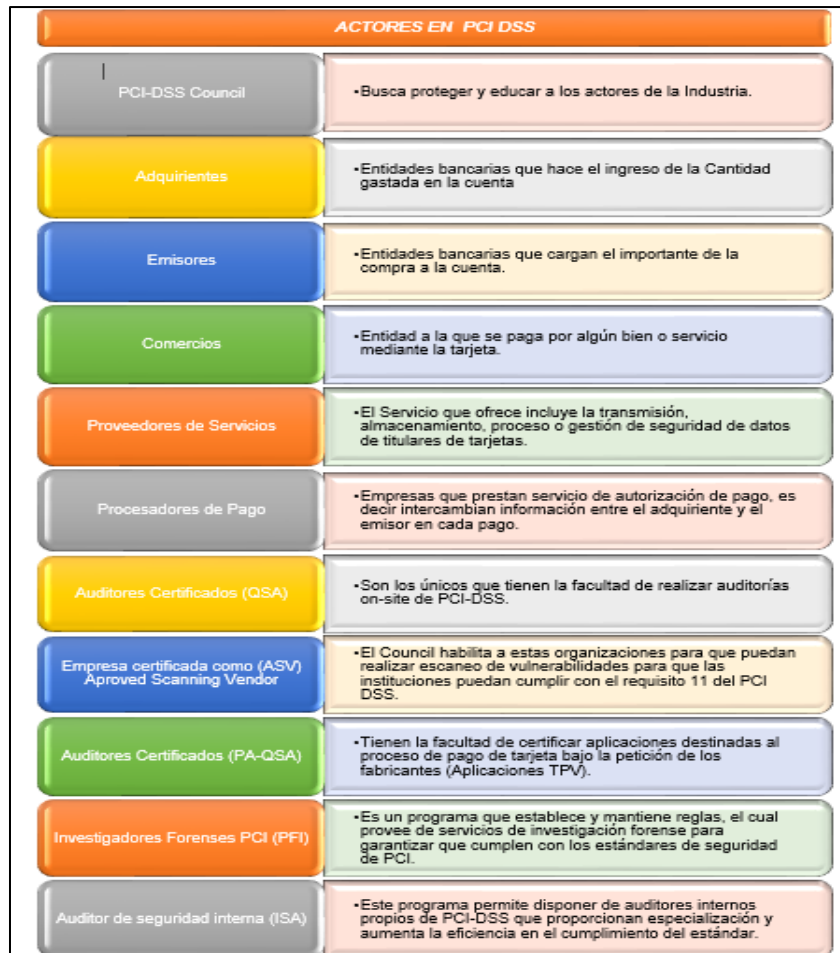 ACTORES EN PCI DSS
PCI-DSS Council
•Busca proteger y educar a los actores de la Industria.
Adquirientes
•Entidades bancarias que hace el ingreso de la Cantidad
gastada en la cuenta
Emisores
•Entidades bancarias que cargan el importante de la
compra a la cuenta.
Comercios
•Entidad a la que se paga por algún bien o servicio
mediante la tarjeta.
Proveedores de Servicios
•El Servicio que ofrece incluye la transmisión,
almacenamiento, proceso o gestión de seguridad de datos
de titulares de tarjetas.
Procesadores de Pago
•Empresas que prestan servicio de autorización de pago, es
decir intercambian información entre el adquiriente y el
emisor en cada pago.
Auditores Certificados (QSA)
•Son los únicos que tienen la facultad de realizar auditorías
on-site de PCI-DSS.
Empresa certificada como (ASV)
Aproved Scanning Vendor
•El Council habilita a estas organizaciones para que puedan
realizar escaneo de vulnerabilidades para que las
instituciones puedan cumplir con el requisito 11 del PCI
DSS.
Auditores Certificados (PA-QSA)
•Tienen la facultad de certificar aplicaciones destinadas al
proceso de pago de tarjeta bajo la petición de los
fabricantes (Aplicaciones TPV).
Investigadores Forenses PCI (PFI)
•Es un programa que establece y mantiene reglas, el cual
provee de servicios de investigación forense para
garantizar que cumplen con los estándares de seguridad
de PCI.
Auditor de seguridad interna (ISA)
•Este programa permite disponer de auditores internos
propios de PCI-DSS que proporcionan especialización y
aumenta la eficiencia en el cumplimiento del estándar.